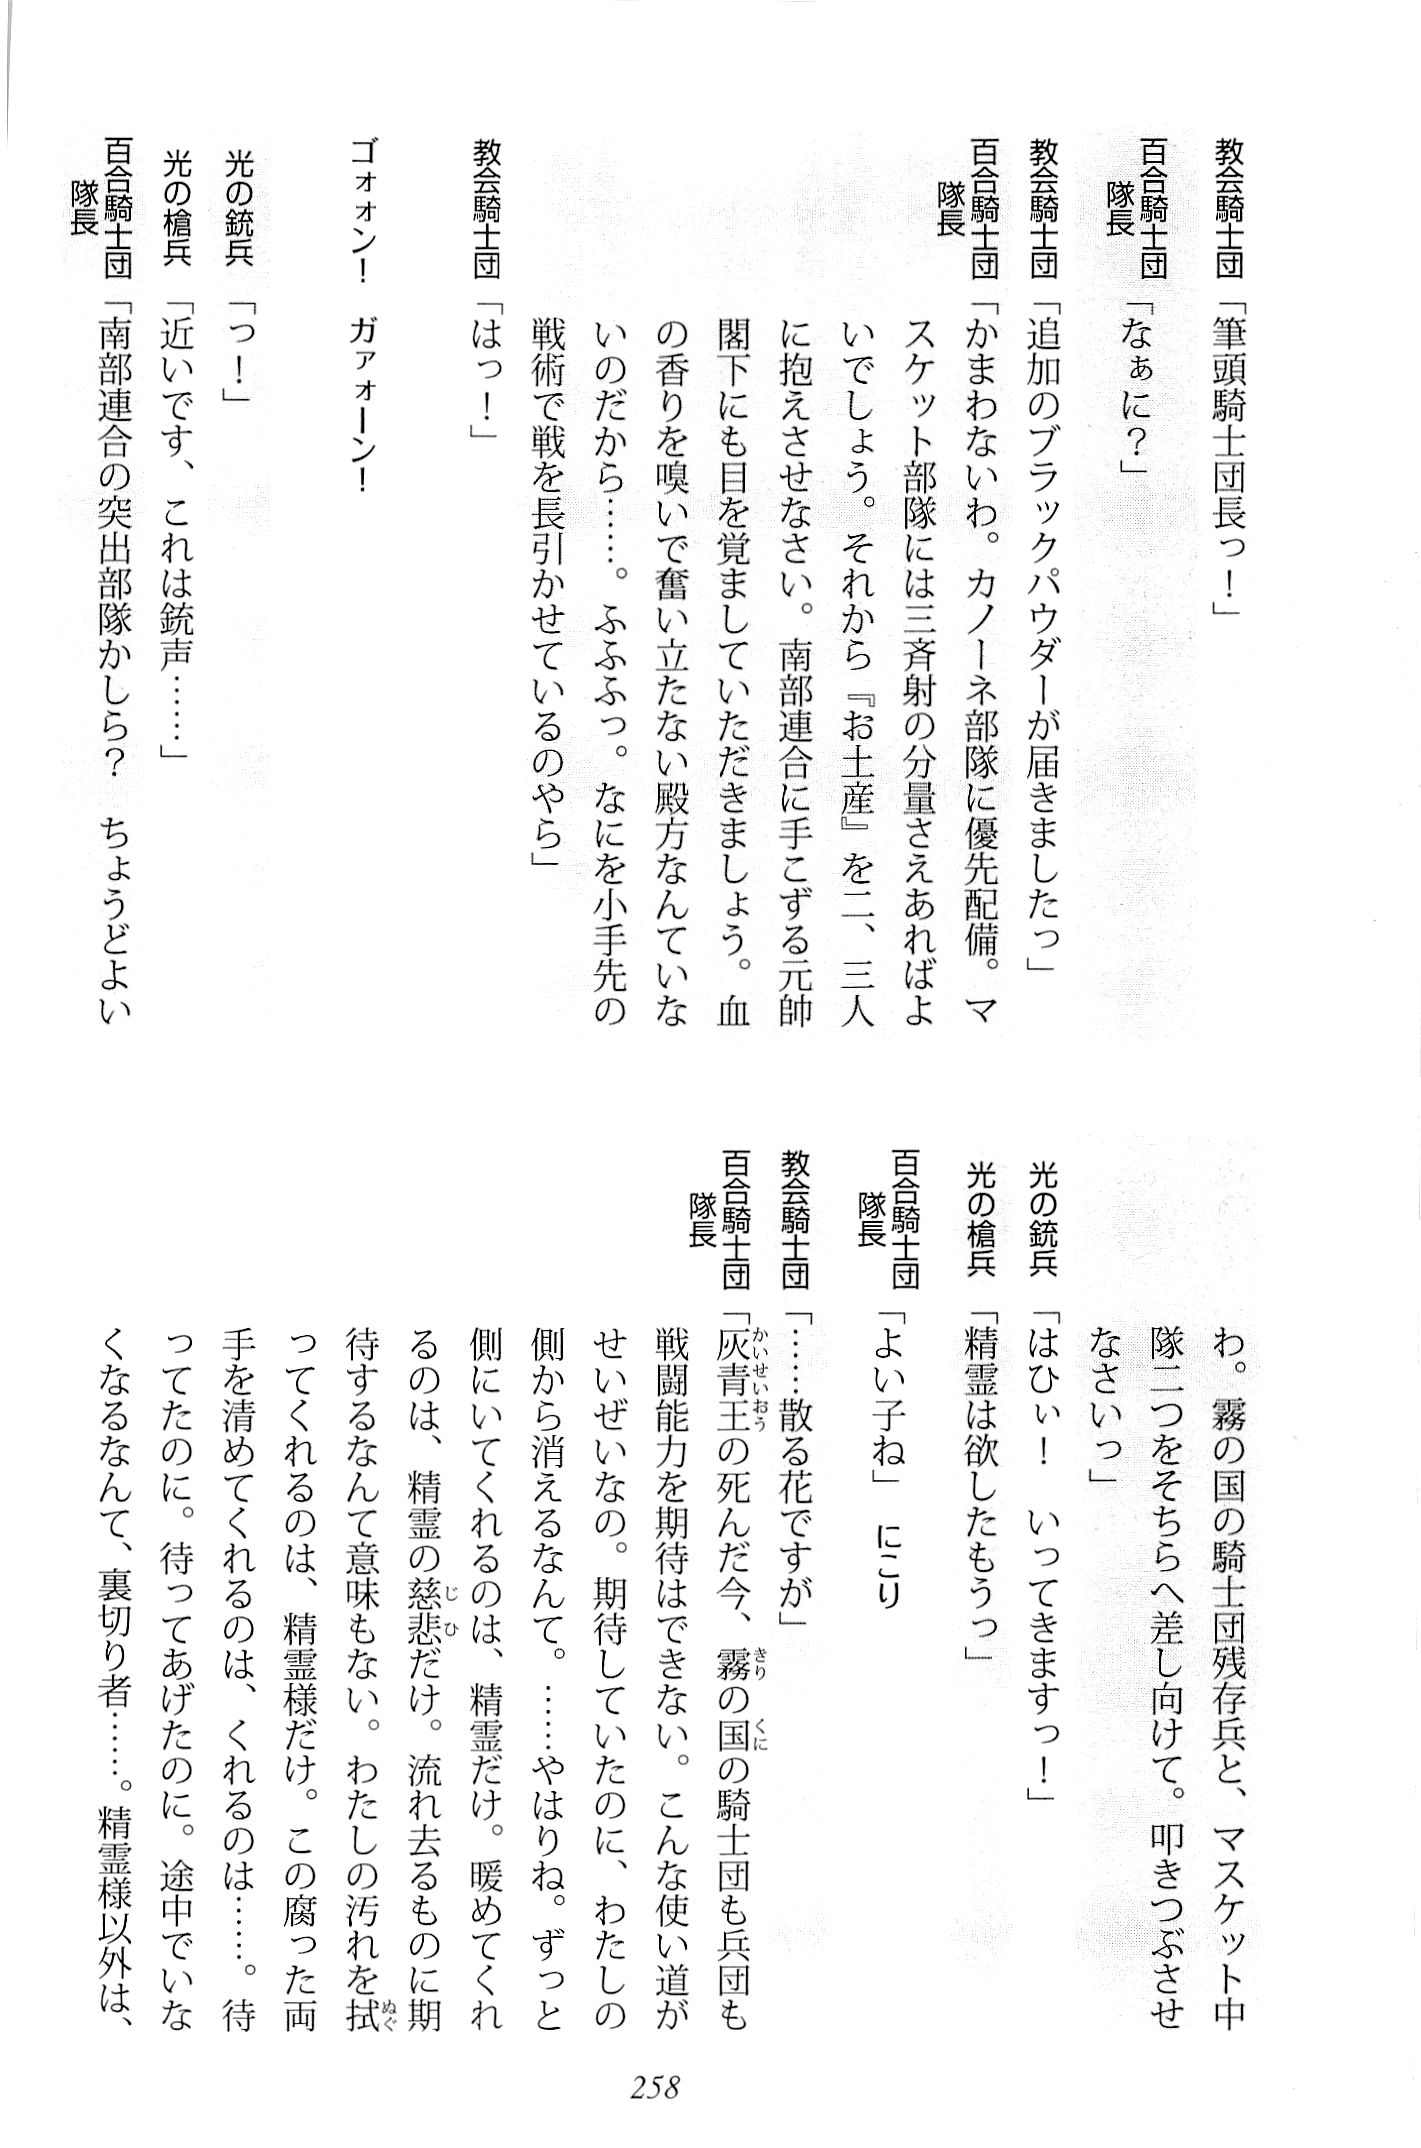 教会騎士団「筆頭騎士団長っ！」
百合騎士団隊長「なぁに？」
教会騎士団「追加のブラックパウダーが届きましたっ」
百合騎士団隊長「かまわないわ。カノーネ部隊に優先配備。マ
スケット部隊には三斉射の分量さえあればよ
いでしょう。それから『お土産』を二、三人
に抱えさせなさい。南部連合に手こずる元帥
閣下にも目を覚ましていただきましょう。血
の香りを嗅いで奮い立たない殿方なんていな
いのだから……。ふふふっ。なにを小手先の
戦術で戦を長引かせているのやら」
教会騎士団「はっ！」
ゴォォン！　ガァォーン！
光の銃兵「っ！」
光の槍兵「近いです、これは銃声……」
百合騎士団隊長「南部連合の突出部隊かしら？　ちょうどよい
わ。霧の国の騎士団残存兵と、マスケット中
隊二つをそちらへ差し向けて。叩きつぶさせ
なさいっ」
光の銃兵「はひぃ！　いってきますっ！」
光の槍兵「精霊は欲したもうっ」
百合騎士団隊長「よい子ね」　にこり
教会騎士団「……散る花ですが」
百合騎士団隊長「灰青王の死んだ今、霧の国の騎士団も兵団も
戦闘能力を期待はできない。こんな使い道が
せいぜいなの。期待していたのに、わたしの
側から消えるなんて。……やはりね。ずっと
側にいてくれるのは、精霊だけ。暖めてくれ
るのは、精霊の慈悲だけ。流れ去るものに期
待するなんて意味もない。わたしの汚れを拭
ってくれるのは、精霊様だけ。この腐った両
手を清めてくれるのは、くれるのは……。待
ってたのに。待ってあげたのに。途中でいな
くなるなんて、裏切り者……。精霊様以外は、
258